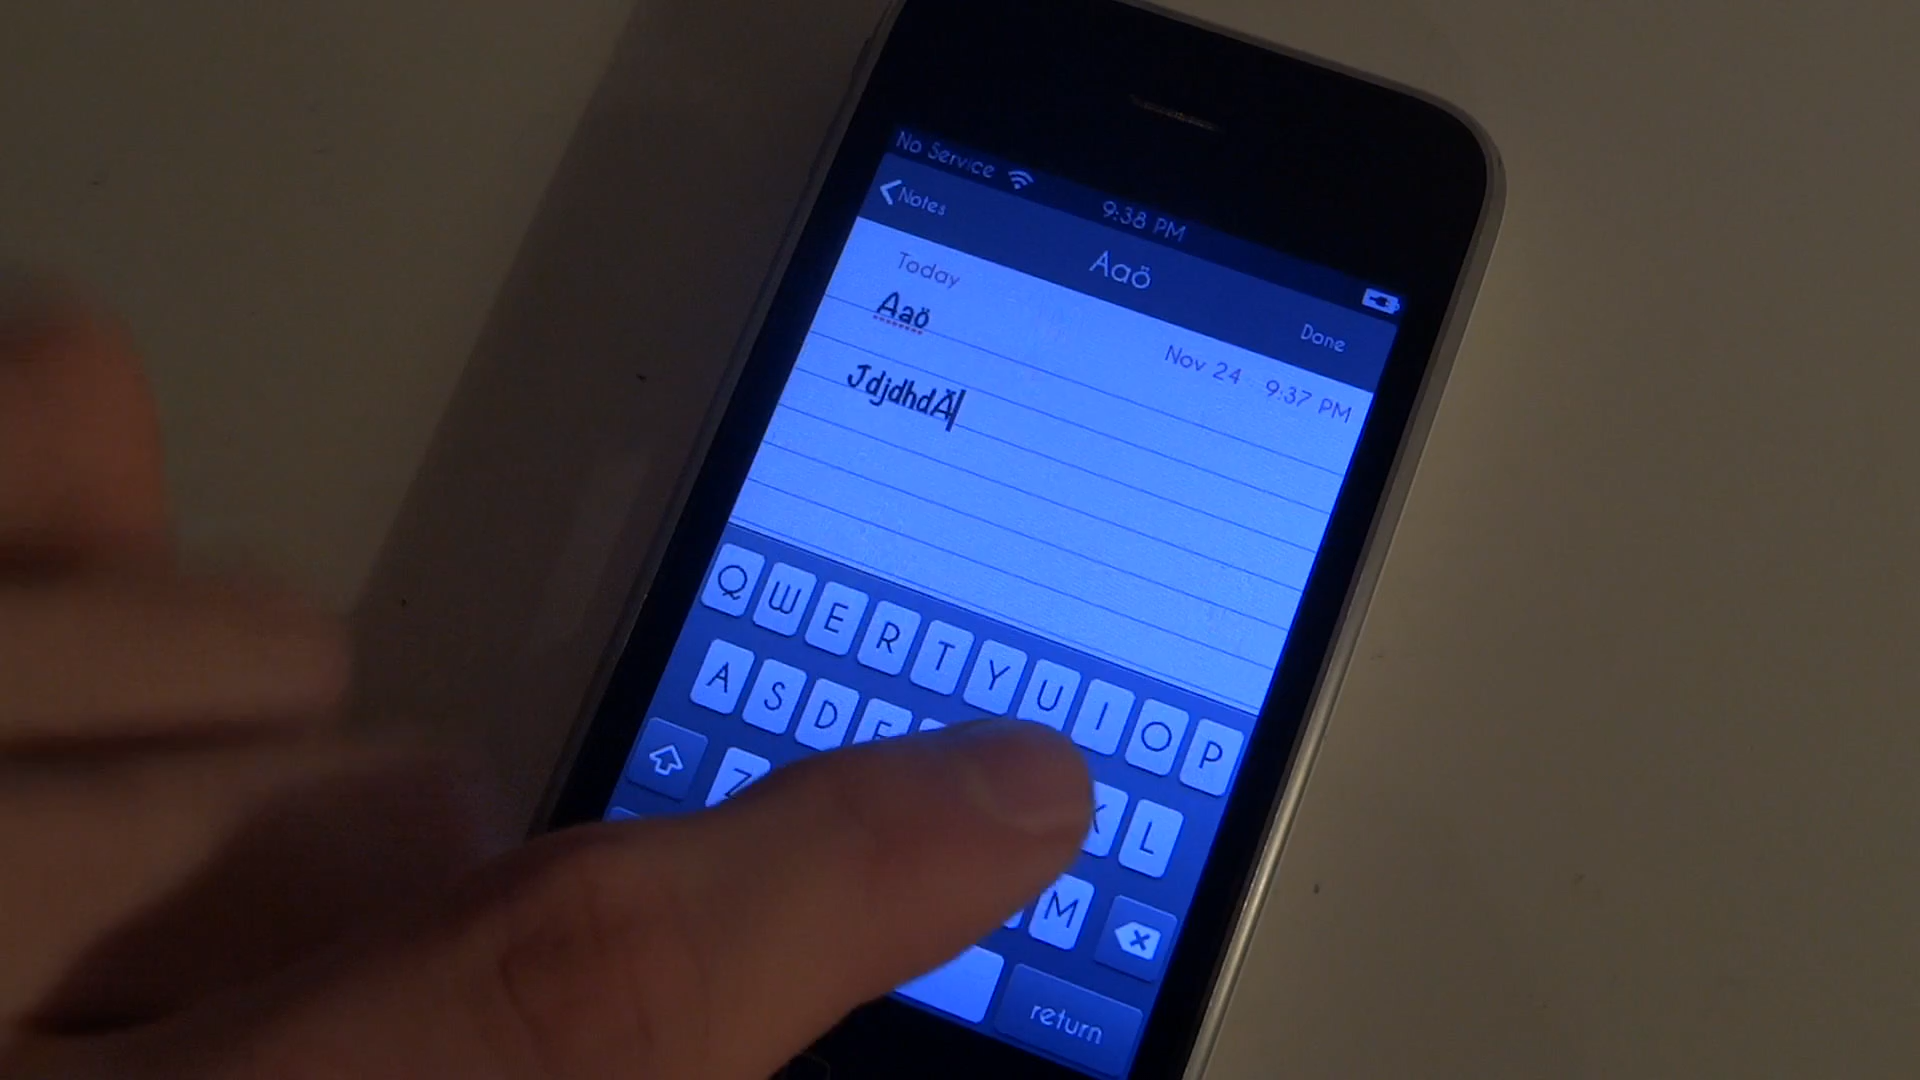 No Service
9:38 PM
Notes
Aaö
Done
Today
Nov 24 9:37 PM
Aaö
JdjdhdÄ
Q W E R T Y U I O P
A S D F K L
Z M
return